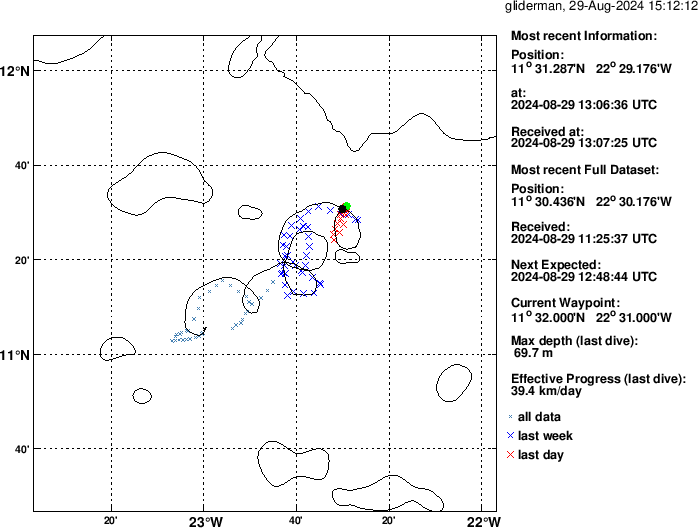 gliderman, 29-Aug-2024 15:12:12
Most recent Information:
Position:
11° 31.287'N 22° 29.176'W
at:
2024-08-29 13:06:36 UTC
Received at:
2024-08-29 13:07:25 UTC
Most recent Full Dataset:
Position:
11° 30.436'N 22° 30.176'W
Received:
2024-08-29 11:25:37 UTC
Next Expected:
2024-08-29 12:48:44 UTC
Current Waypoint:
11° 32.000'N 22° 31.000'W
Max depth (last dive):
69.7 m
Effective Progress (last dive):
39.4 km/day
all data
last week
last day
12°N
40'
20'
11°N
40'
20'
23°W
40'
20'
22°W